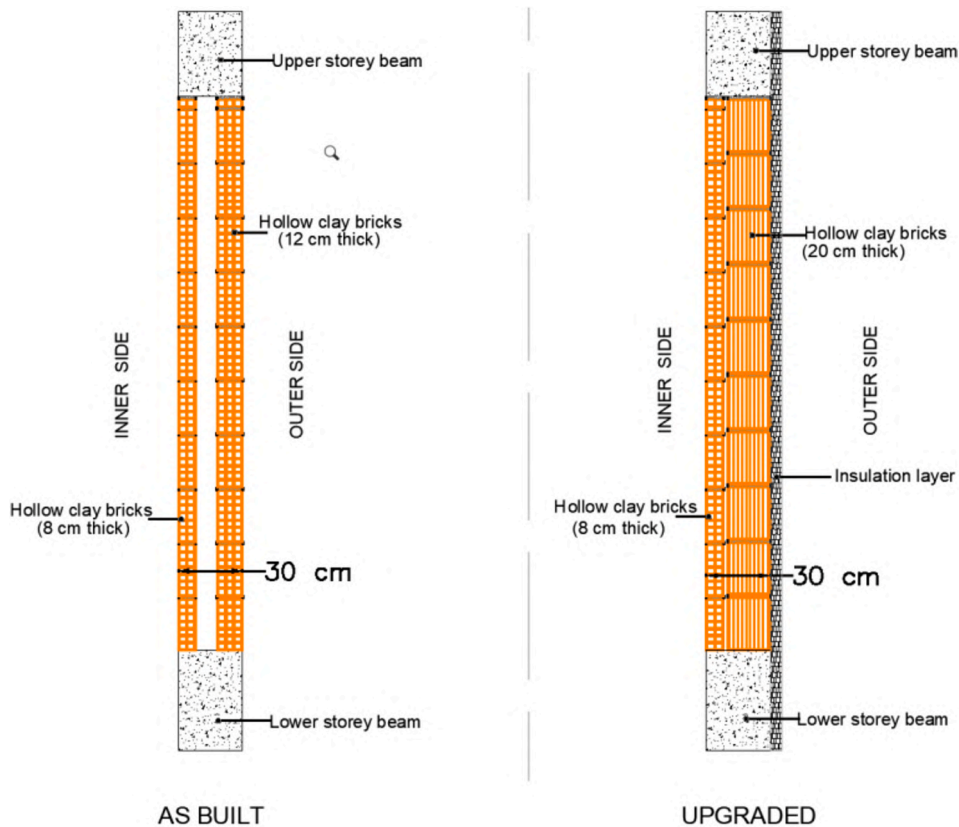 Upper storey beam
Hollow clay bricks
(12 cm thick)
INNER SIDE
OUTER SIDE
Hollow clay bricks
(8 cm thick)
30 cm
Lower storey beam
AS BUILT
Upper storey beam
Hollow clay bricks
(20 cm thick)
INNER SIDE
OUTER SIDE
Insulation layer
Hollow clay bricks
(8 cm thick)
30 cm
Lower storey beam
UPGRADED